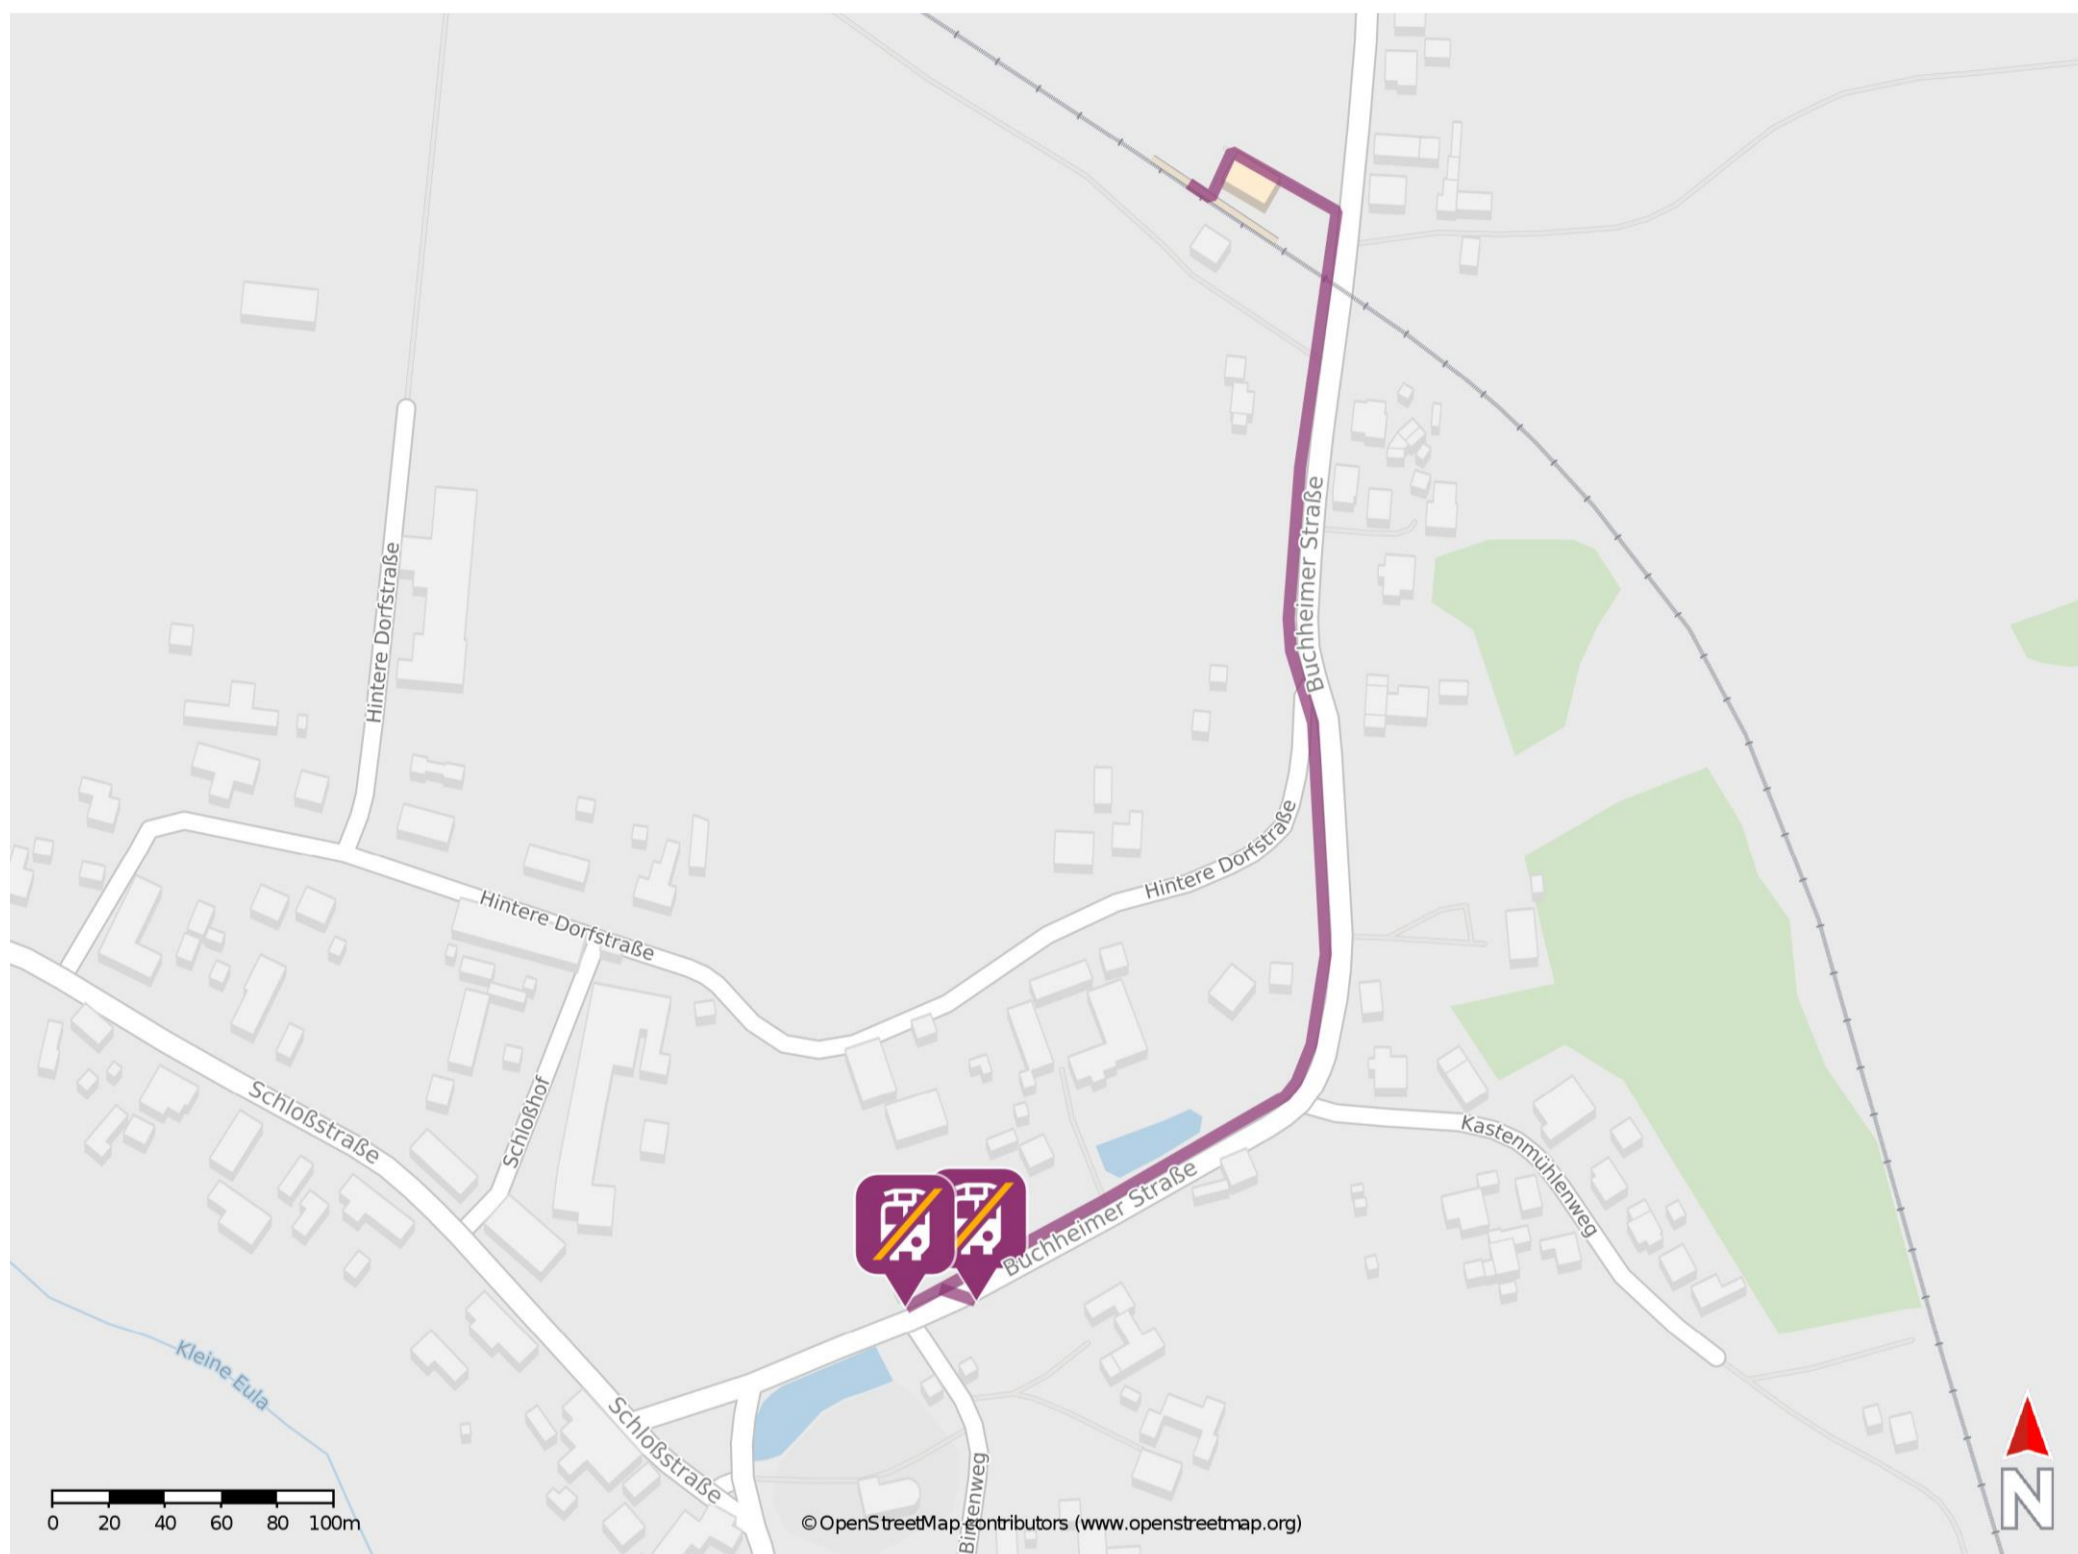 Buchheimer Straße
Hintere Dorfstraße
Hintere Dorfstraße
Hintere Dorfstraße
Schloßstraße
Schloßhof
Kastenmühlenweg
Buchheimer Straße
Kleine Eula
Schloßstraße
Birkenweg
0 20 40 60 80 100m
© OpenStreetMap contributors (www.openstreetmap.org)
N